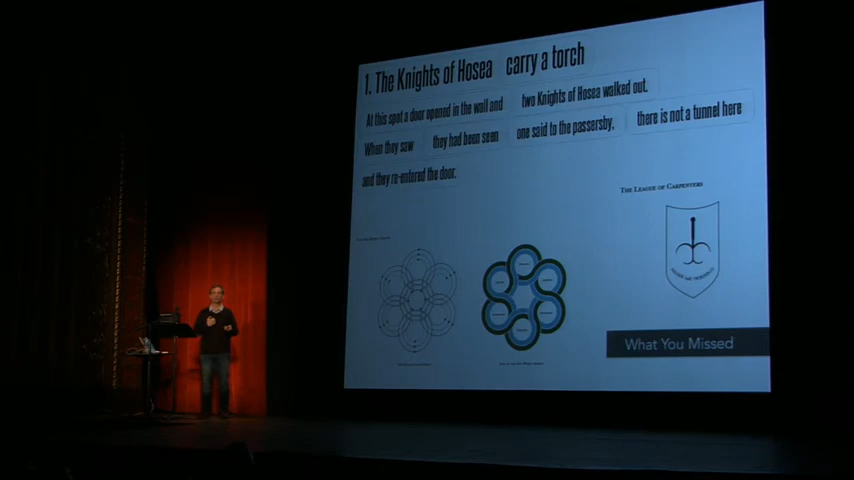 1. The Knights of Hosea carry a torch
At this spot a door opened in the wall and two Knights of Hosea walked out.
When they saw they had been seen one said to the passersby, there is not a tunnel here
and they re-entered the door.
THE LEAGUE OF CARPENTERS
What You Missed